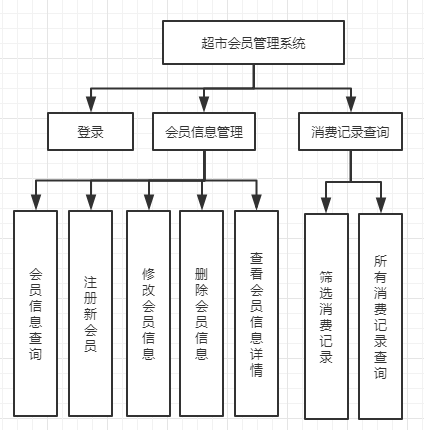 超市会员管理系统
登录
会员信息管理
消费记录查询
会员信息查询
注册新会员
修改会员信息
删除会员信息
查看会员信息详情
筛选消费记录
所有消费记录查询